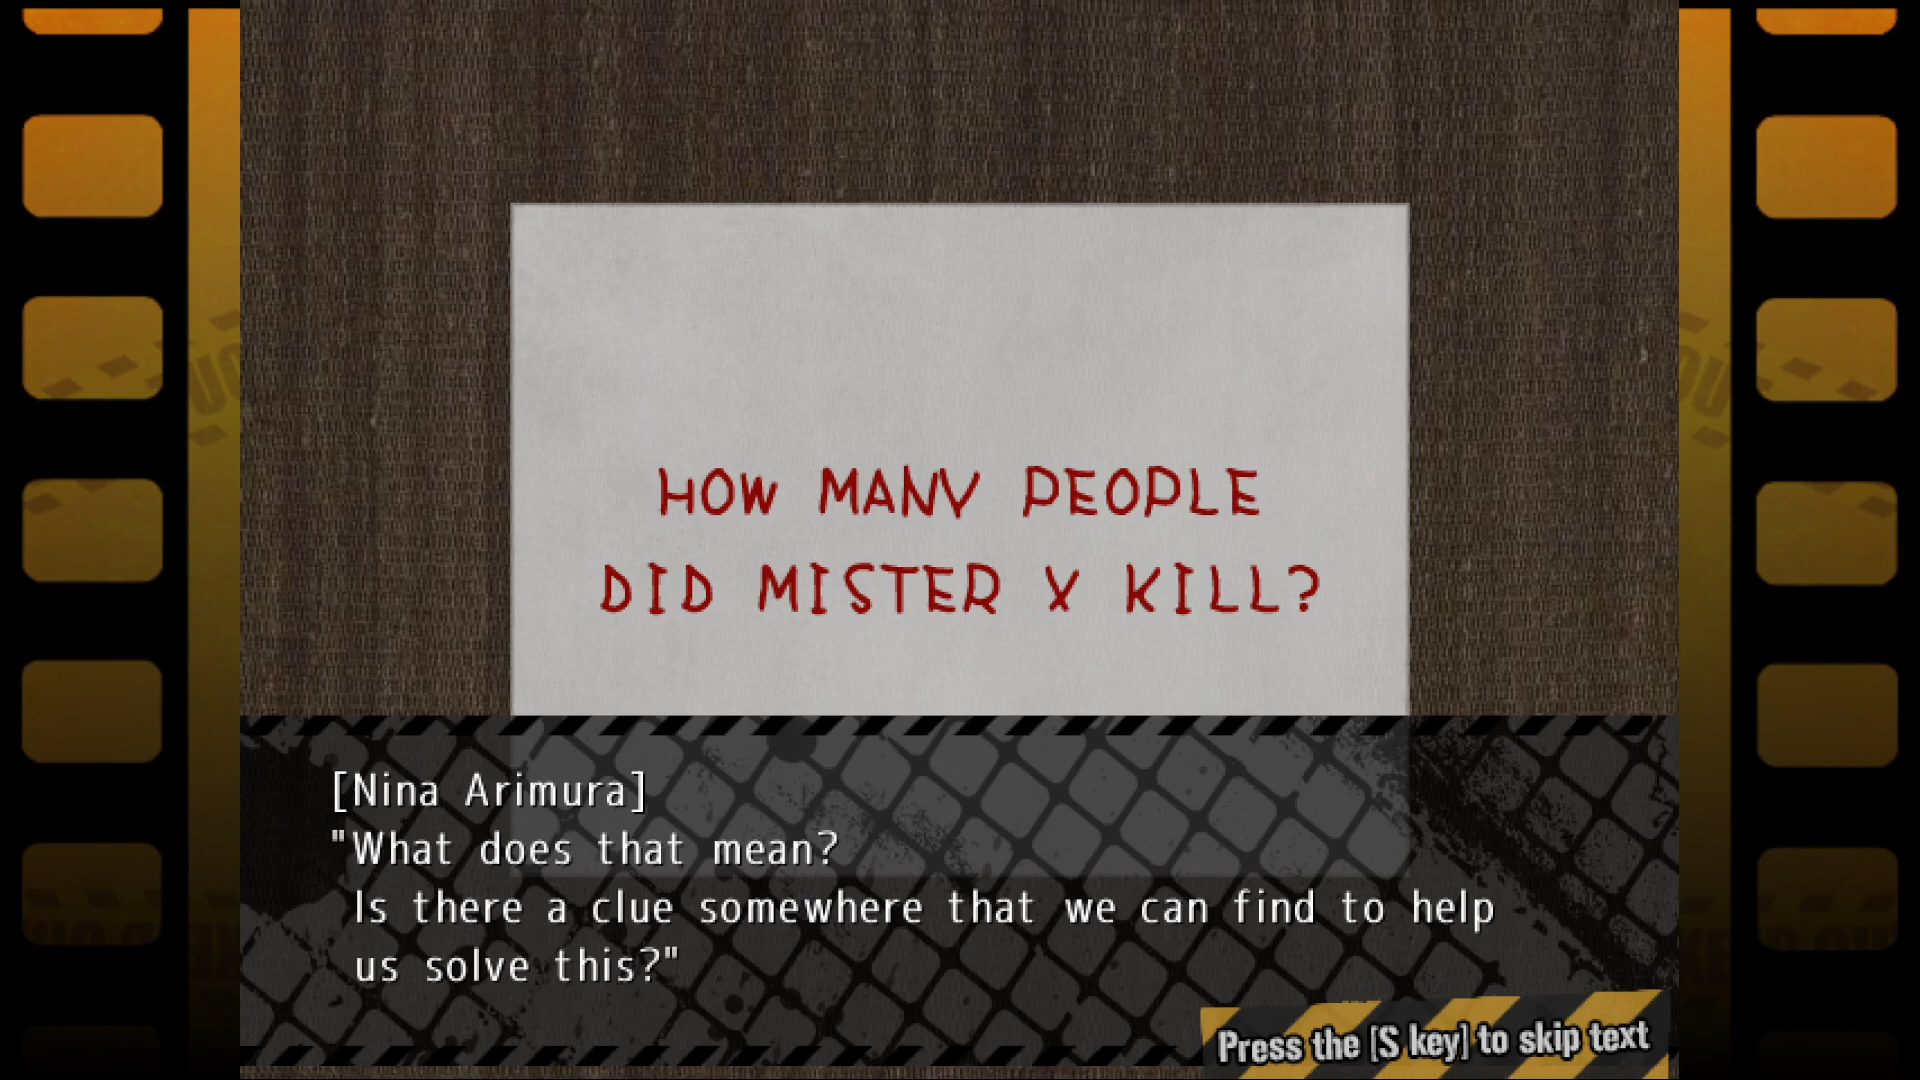 HOW MANY PEOPLE
DID MISTER X KILL?
[Nina Arimura]
"What does that mean?
Is there a clue somewhere that we can find to help
us solve this?"
Press the [S key] to skip text